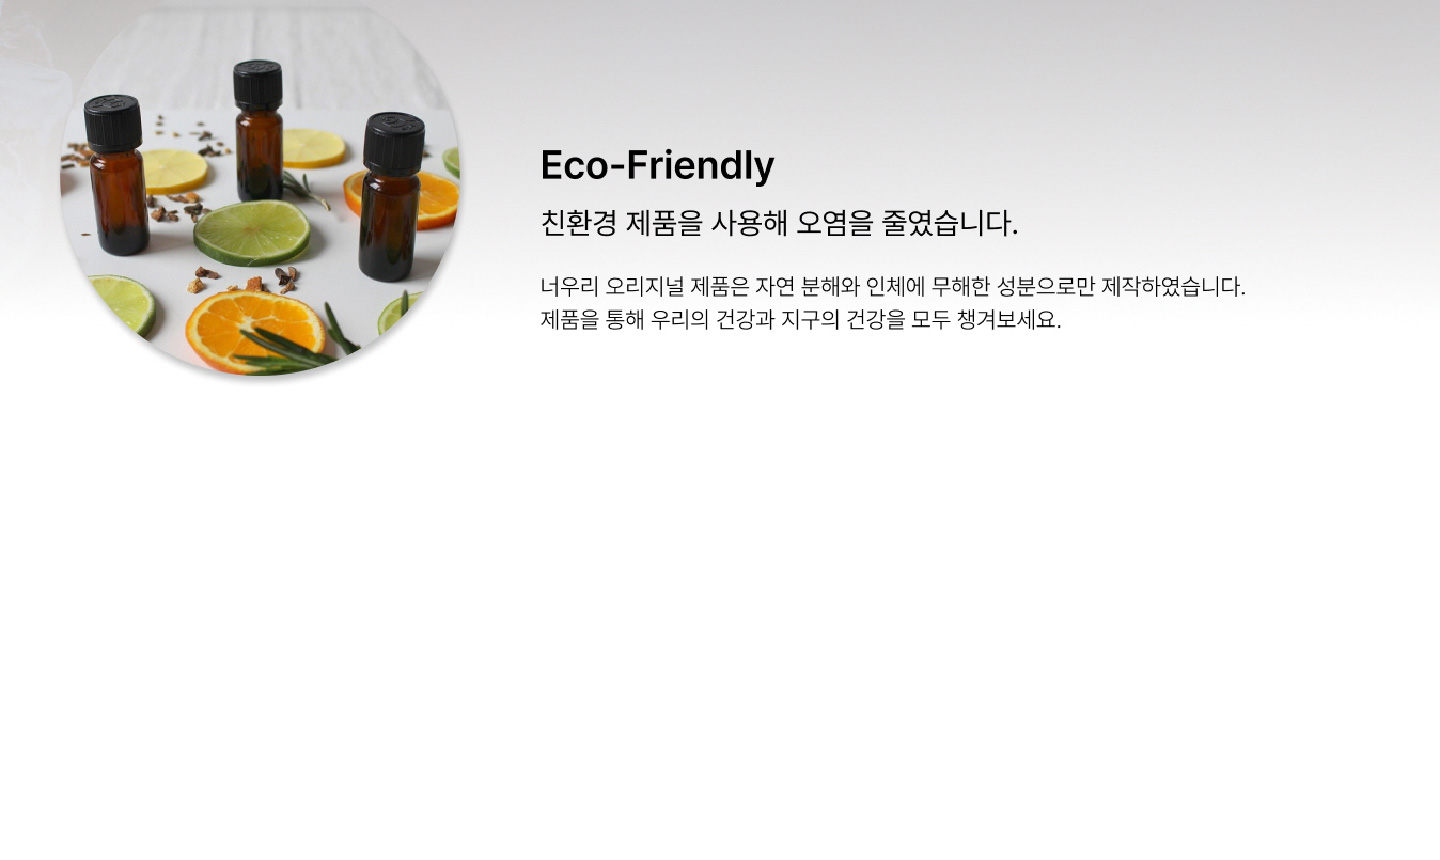 Eco-Friendly
친환경 제품을 사용해 오염을 줄였습니다.
너우리 오리지널 제품은 자연 분해와 인체에 무해한 성분으로만 제작하였습니다.
제품을 통해 우리의 건강과 지구의 건강을 모두 챙겨보세요.